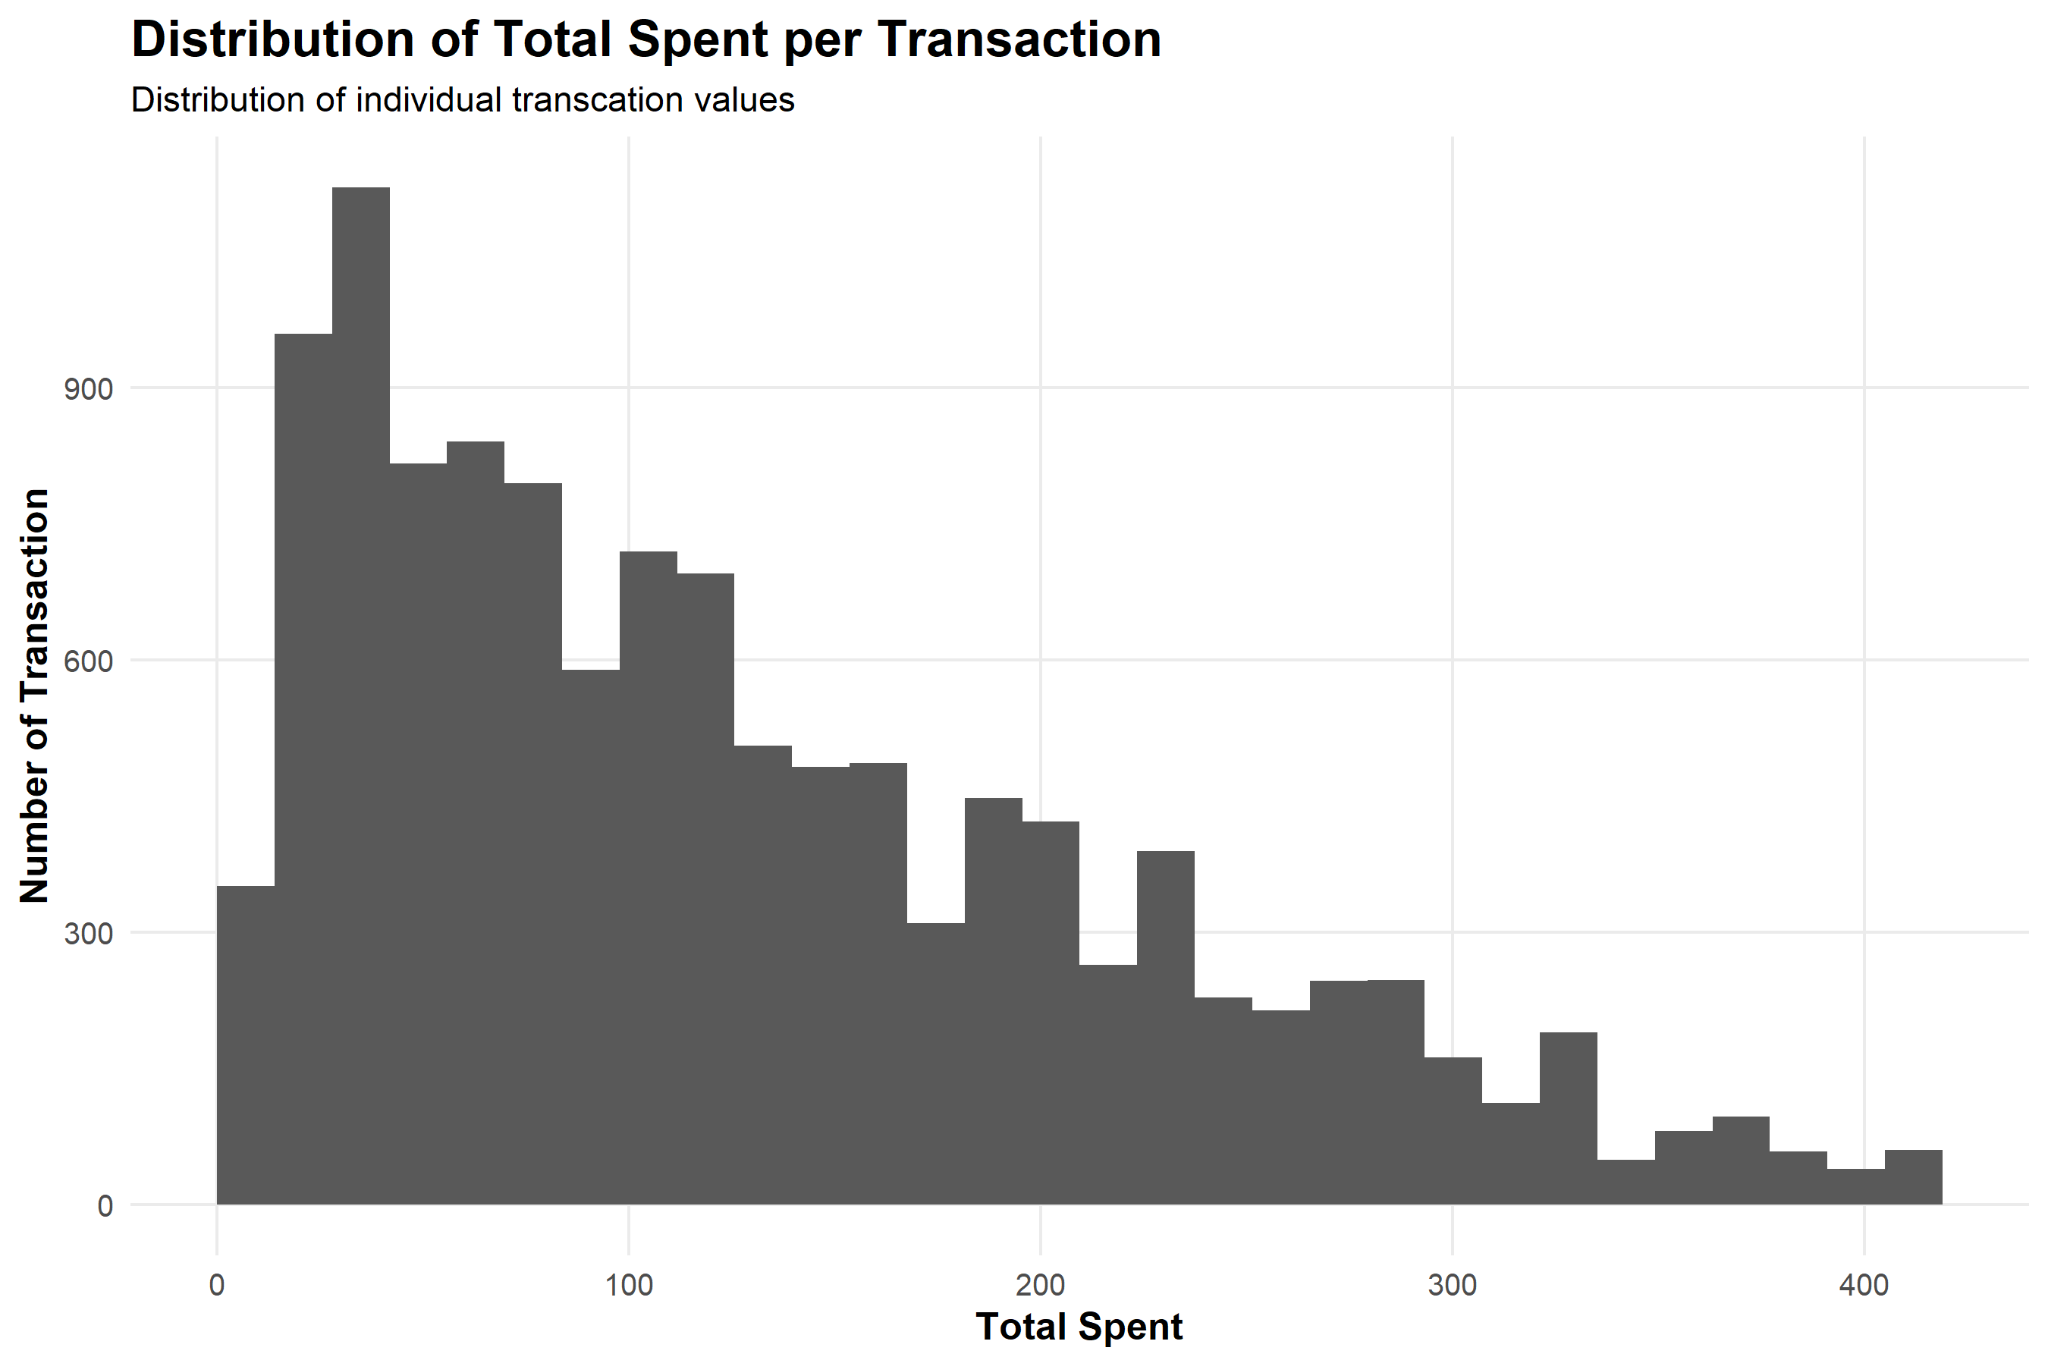 Distribution of Total Spent per Transaction
Distribution of individual transcation values
Number of Transaction
900
600
300
0
0 100 200 300 400
Total Spent